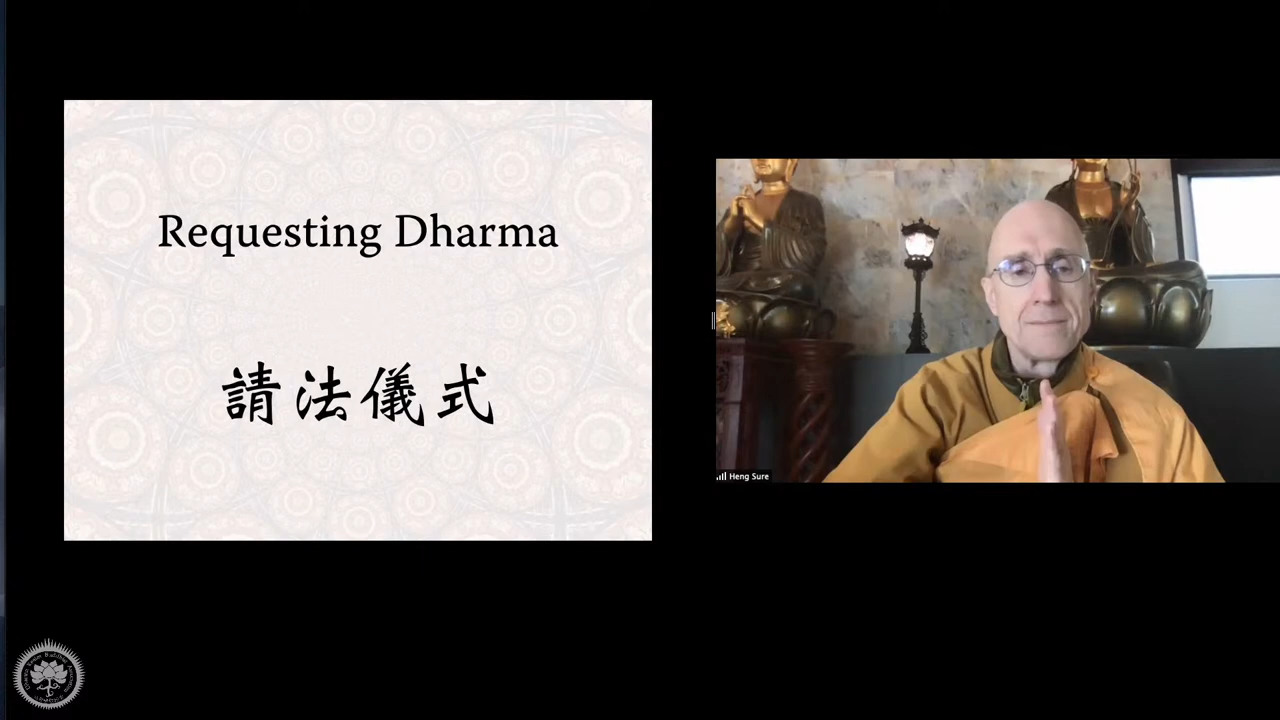 Requesting Dharma
請法儀式
Heng Sure